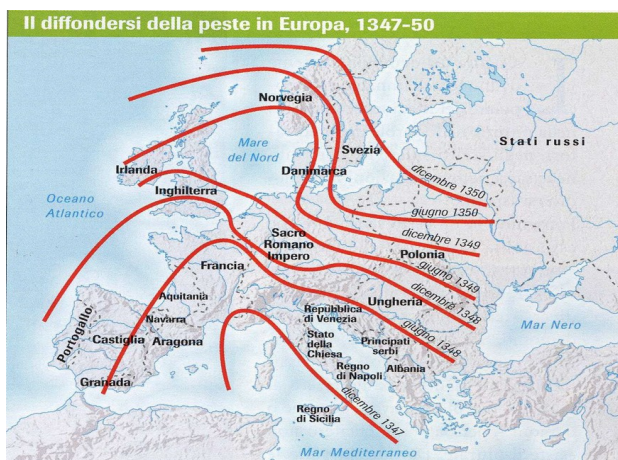 Il diffondersi della peste in Europa, 1347-50
Norvegia
Stati russi
Mare
del Nord
Svezia
Irlanda
Danimarca
dicembre 1350
Inghilterra
Oceano
Atlantico
giugno 1350
Sacro
Romano
Impero
dicembre 1349
Polonia
Francia
giugno 1349
dicembre 1348
Aquitania
Ungheria
Repubblica
di Venezia
Mar Nero
Navarra
Portogallo
Castiglia
Aragona
Stato
della
Chiesa
Principati
serbi
giugno 1348
Regno
di Napoli
Albania
Granada
dicembre 1347
Regno
di Sicilia
Mar Mediterraneo